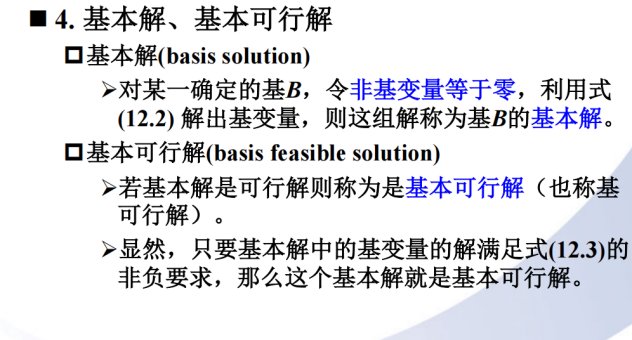 ■ 4. 基本解、基本可行解
基本解(basis solution)
➢对某一确定的基B，令非基变量等于零，利用式
(12.2) 解出基变量，则这组解称为基B的基本解。
基本可行解(basis feasible solution)
➢若基本解是可行解则称为是基本可行解（也称基
可行解）。
➢显然，只要基本解中的基变量的解满足式(12.3)的
非负要求，那么这个基本解就是基本可行解。